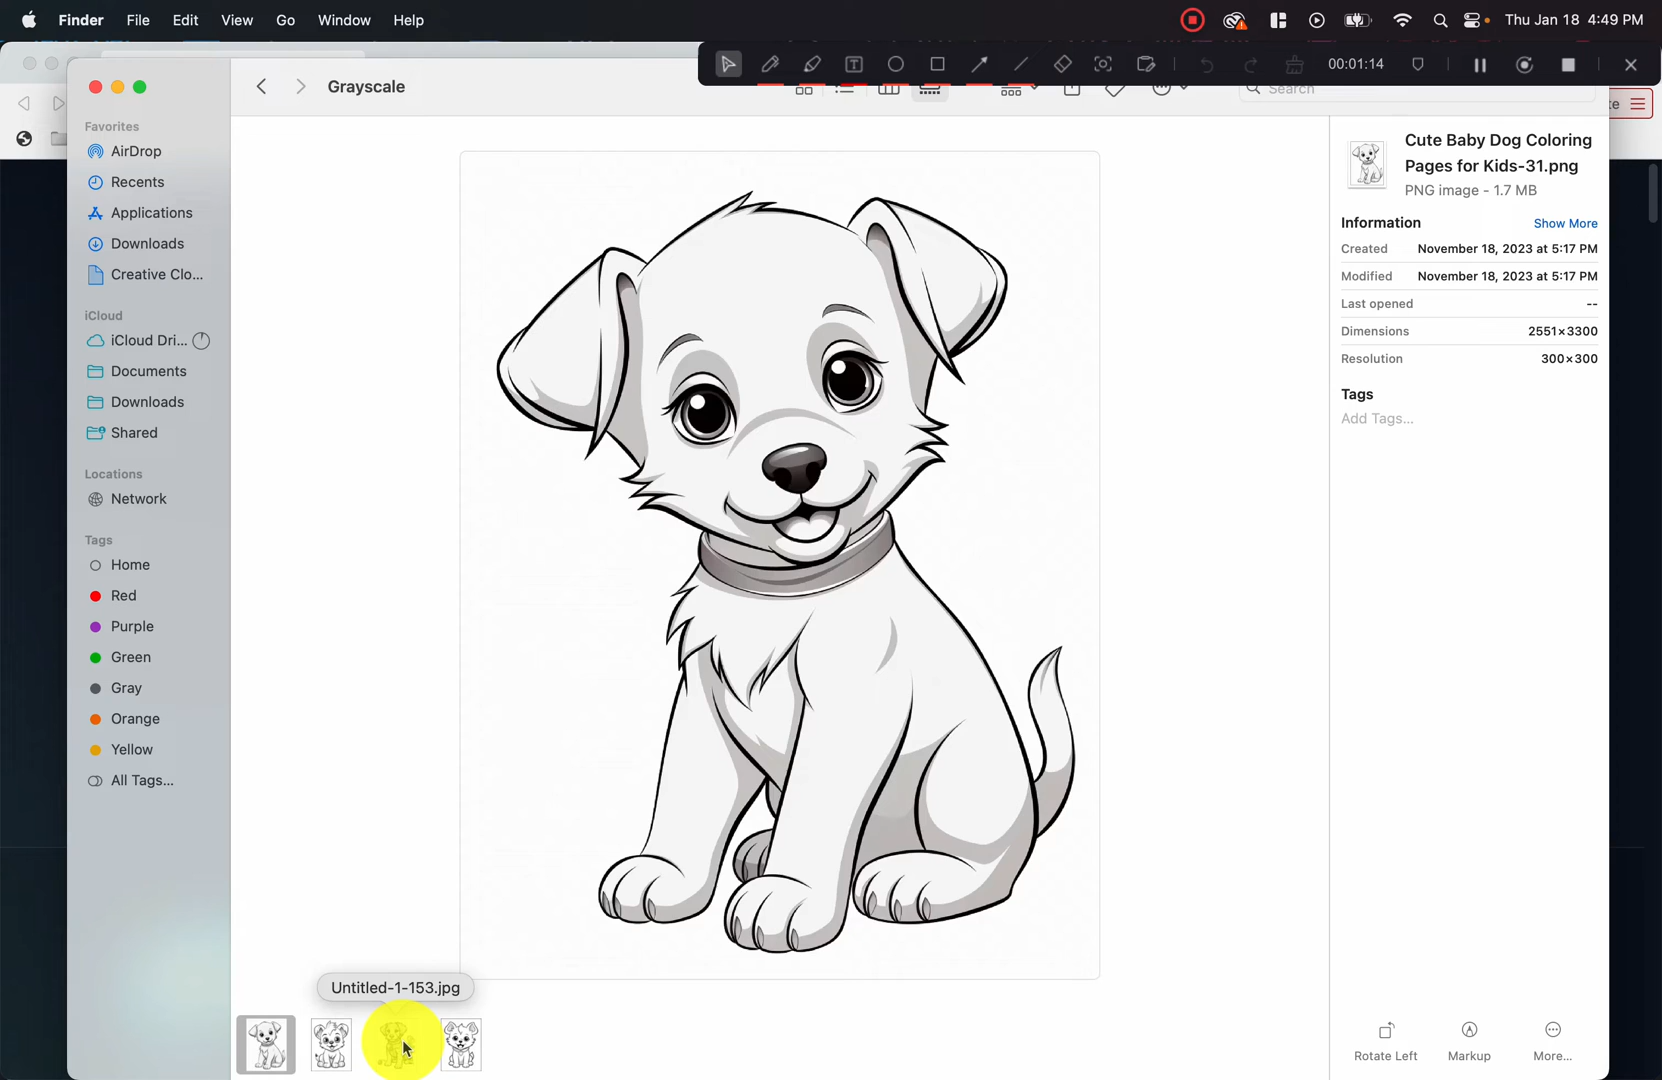 Finder File Edit View Go Window Help
Thu Jan 18 4:49 PM
00:01:14
Grayscale
Search
te
Favorites
AirDrop
Recents
Applications
Downloads
Creative Clo...
iCloud
iCloud Dri...
Documents
Downloads
Shared
Locations
Network
Tags
Home
Red
Purple
Green
Gray
Orange
Yellow
All Tags...
Cute Baby Dog Coloring
Pages for Kids-31.png
PNG image - 1.7 MB
Information Show More
Created November 18, 2023 at 5:17 PM
Modified November 18, 2023 at 5:17 PM
Last opened --
Dimensions 2551×3300
Resolution 300×300
Tags
Add Tags...
Untitled-1-153.jpg
Rotate Left Markup More...